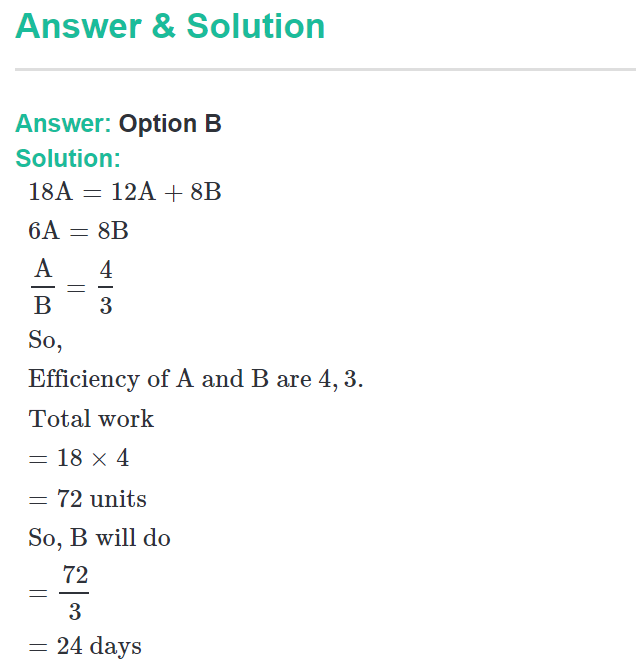 Answer & Solution
Answer: Option B
Solution:
18A = 12A + 8B
6A = 8B
A/B = 4/3
So,
Efficiency of A and B are 4, 3.
Total work
= 18 × 4
= 72 units
So, B will do
= 72/3
= 24 days